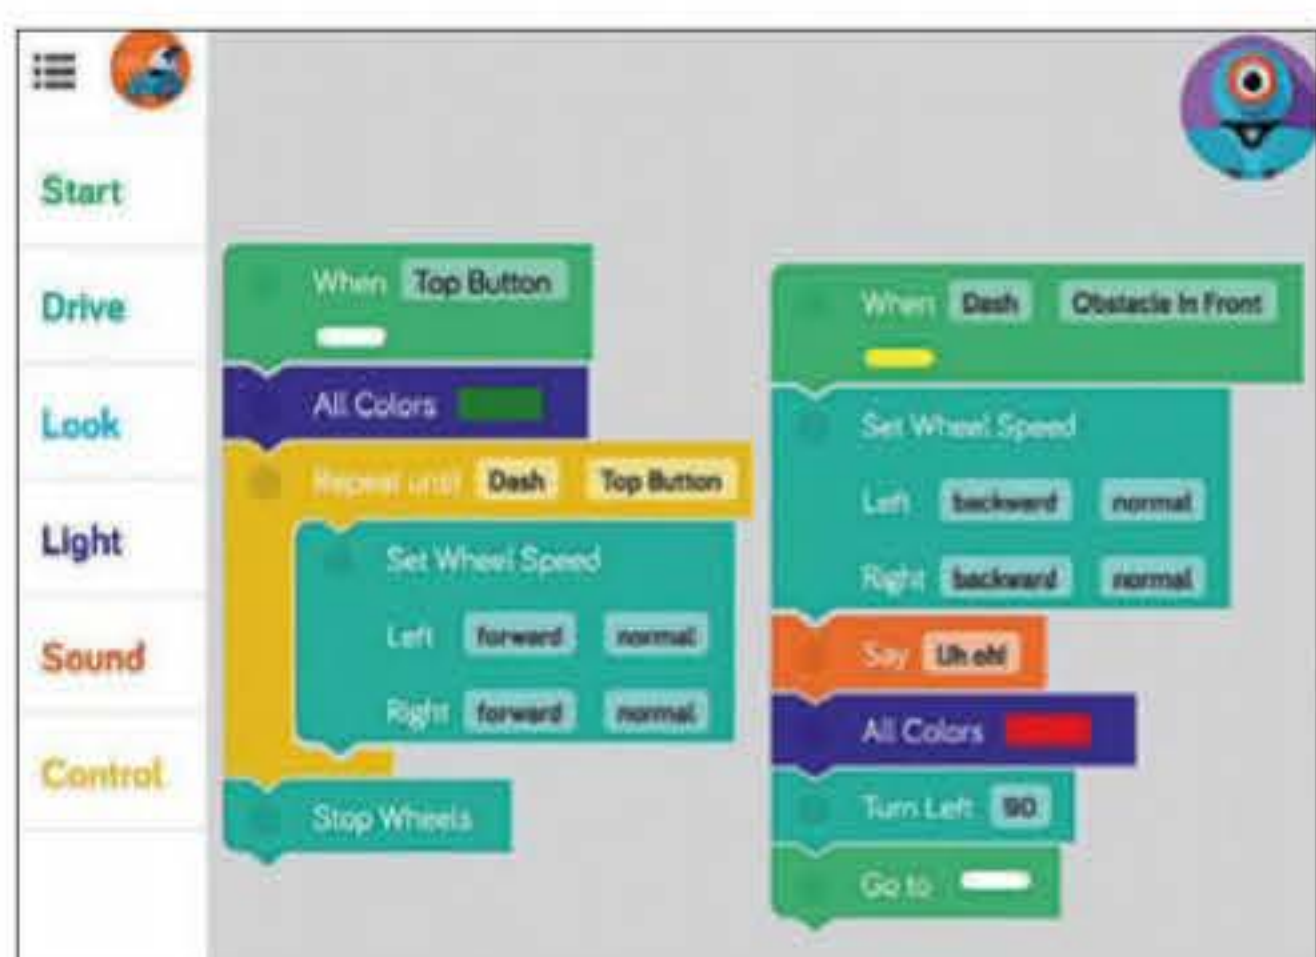 Start
Drive
Look
Light
Sound
Control
When Top Button
All Colors
Repeat until Dash Top Button
Set Wheel Speed
Left forward normal
Right forward normal
Stop Wheels
When Dash Obstacle In Front
Set Wheel Speed
Left backward normal
Right backward normal
Say Uh oh!
All Colors
Turn Left 90
Go to